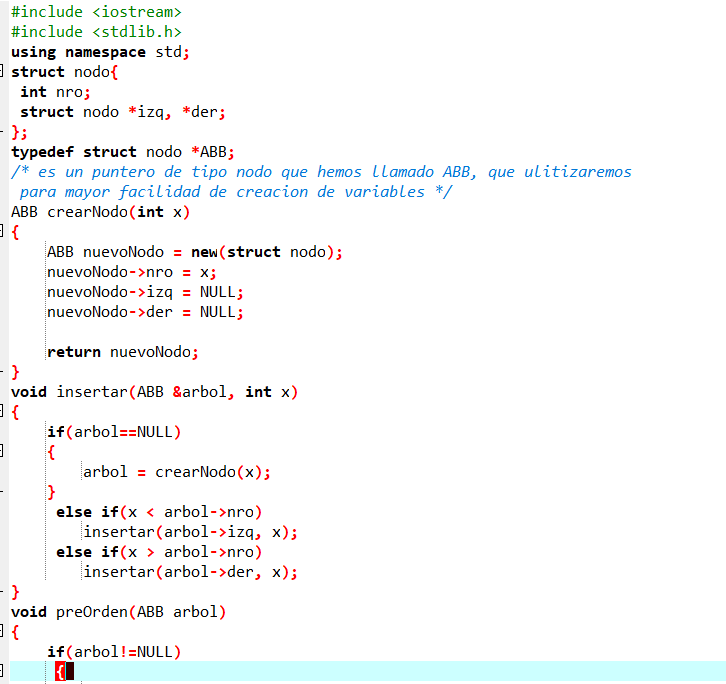 #include <iostream>
#include <stdlib.h>
using namespace std;
struct nodo{
 int nro;
 struct nodo *izq, *der;
};
typedef struct nodo *ABB;
/* es un puntero de tipo nodo que hemos llamado ABB, que ulitizaremos
 para mayor facilidad de creacion de variables */
ABB crearNodo(int x)
{
    ABB nuevoNodo = new(struct nodo);
    nuevoNodo->nro = x;
    nuevoNodo->izq = NULL;
    nuevoNodo->der = NULL;

    return nuevoNodo;
}
void insertar(ABB &arbol, int x)
{
    if(arbol==NULL)
    {
        arbol = crearNodo(x);
    }
     else if(x < arbol->nro)
        insertar(arbol->izq, x);
     else if(x > arbol->nro)
        insertar(arbol->der, x);
}
void preOrden(ABB arbol)
{
    if(arbol!=NULL)
     {